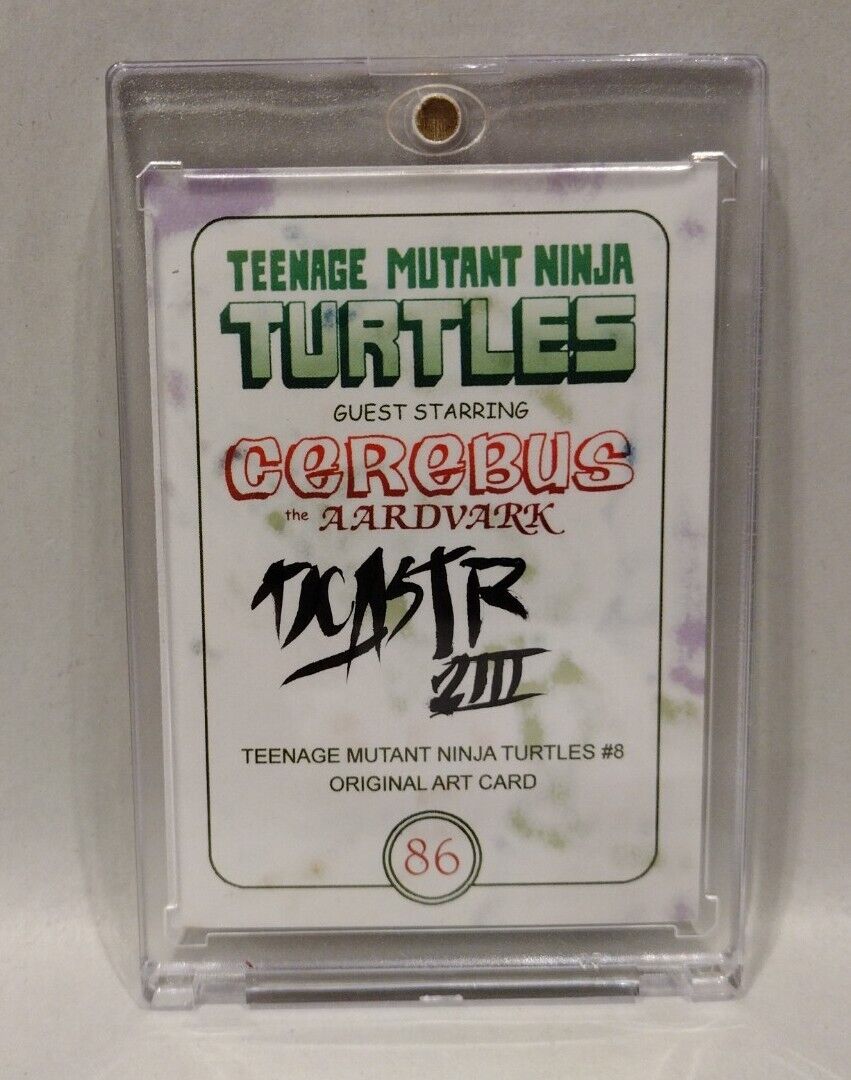 TEENAGE MUTANT NINJA
TURTLES
GUEST STARRING
CEREBUS
the AARDVARK
TEENAGE MUTANT NINJA TURTLES #8
ORIGINAL ART CARD
86